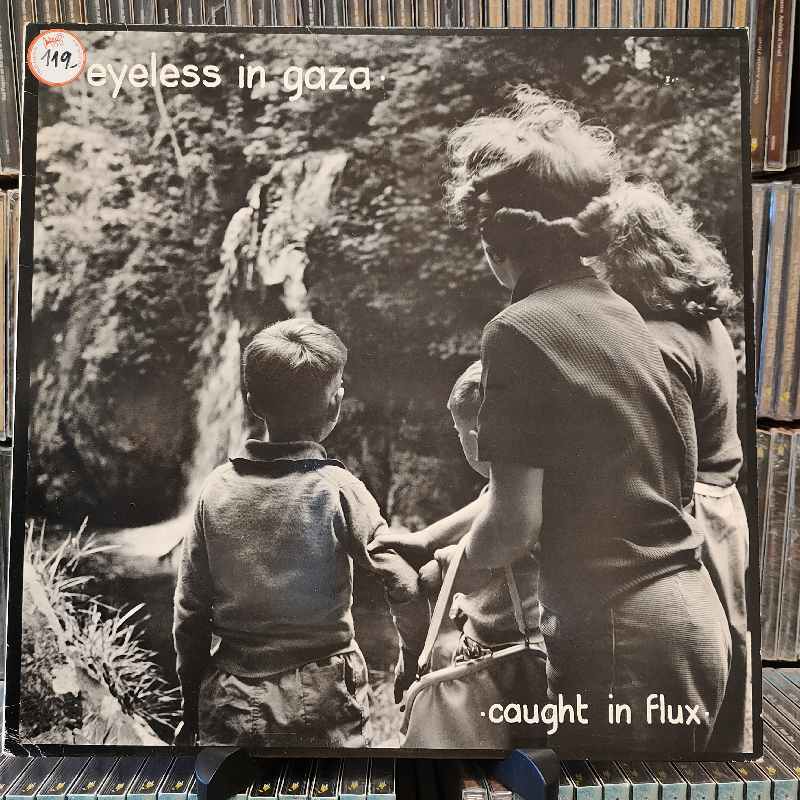 119.-
eyeless in gaza·
·caught in flux·